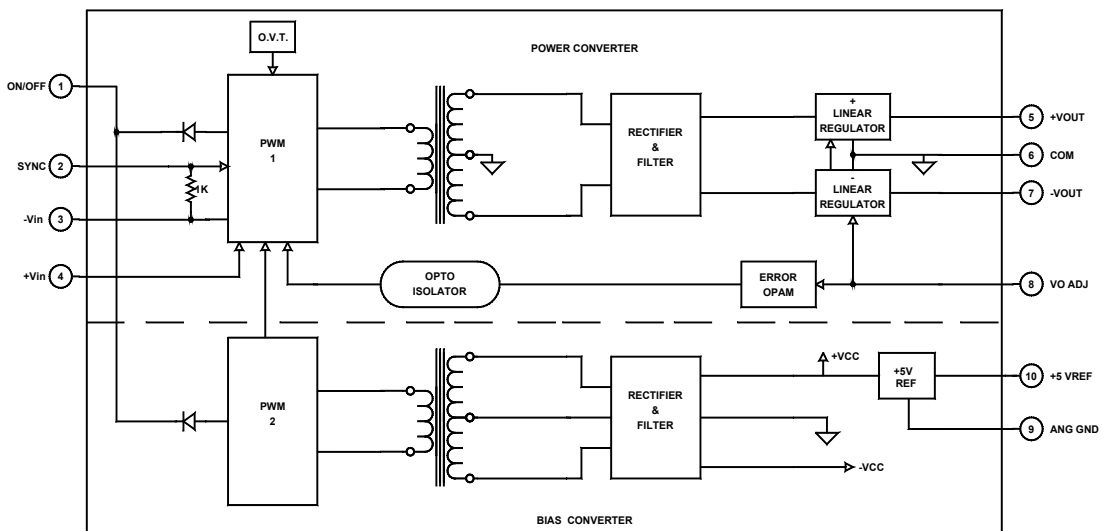 O.V.T.
POWER CONVERTER
ON/OFF
1
+
LINEAR
REGULATOR
5
+VOUT
PWM
1
RECTIFIER
&
FILTER
SYNC
2
6
COM
1K
-
LINEAR
REGULATOR
7
-VOUT
-Vin
3
+Vin
4
OPTO
ISOLATOR
ERROR
OPAM
8
VO ADJ
+VCC
+5V
REF
10
+5 VREF
PWM
2
RECTIFIER
&
FILTER
9
ANG GND
-VCC
BIAS CONVERTER